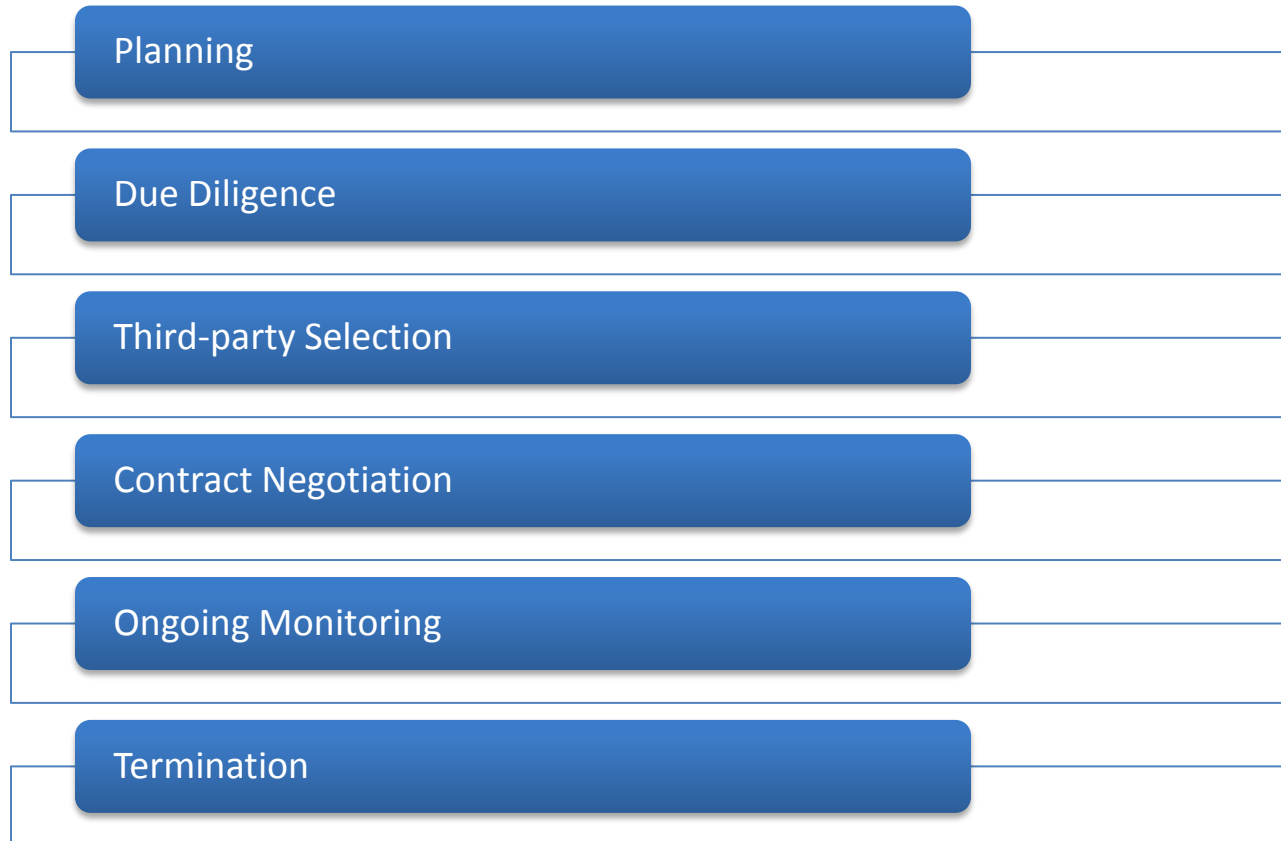 Planning
Due Diligence
Third-party Selection
Contract Negotiation
Ongoing Monitoring
Termination